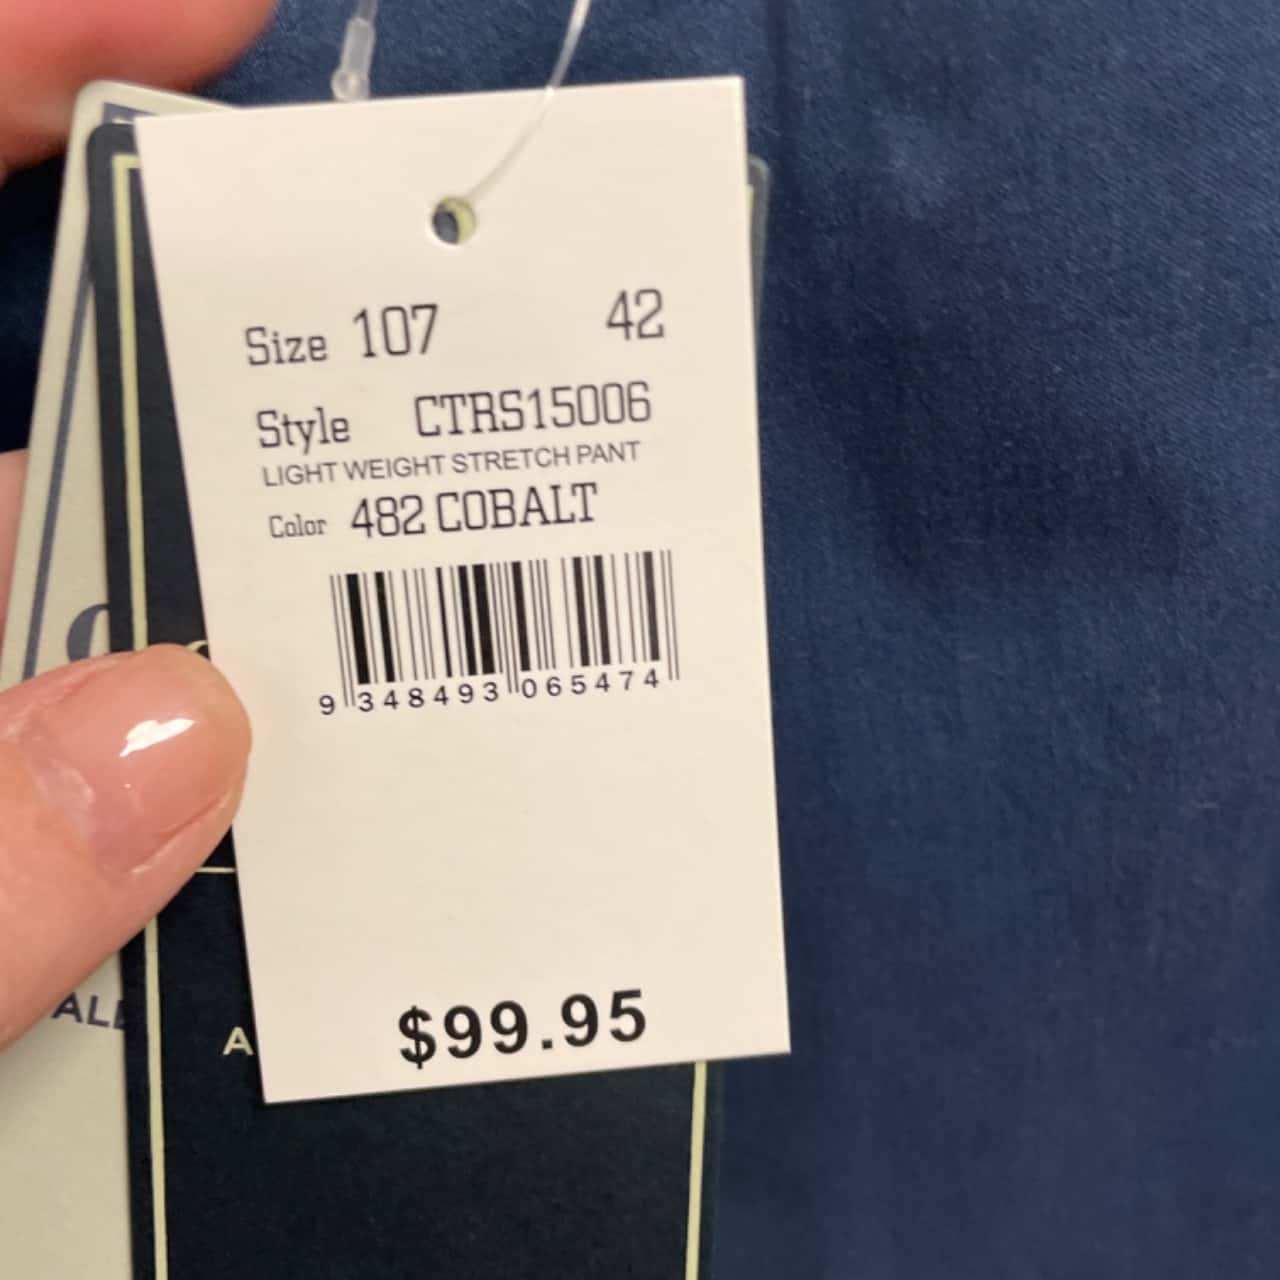 Size 107 42
Style CTRS15006
LIGHT WEIGHT STRETCH PANT
Color 482 COBALT
9 348493 065474
$99.95